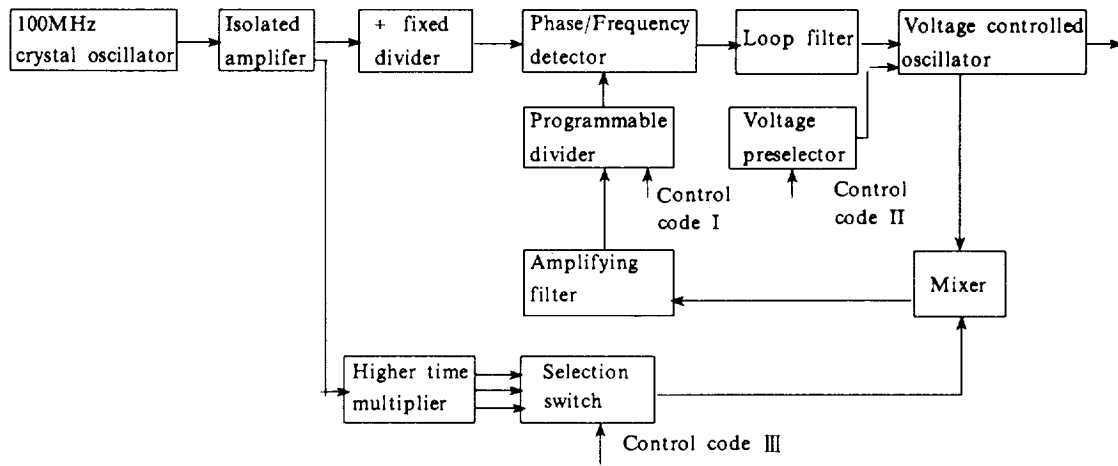 100MHz
crystal oscillator
Isolated
amplifer
+ fixed
divider
Phase/Frequency
detector
Loop filter
Voltage controlled
oscillator
Programmable
divider
Voltage
preselector
Control
code I
Control
code II
Amplifying
filter
Mixer
Higher time
multiplier
Selection
switch
Control code III